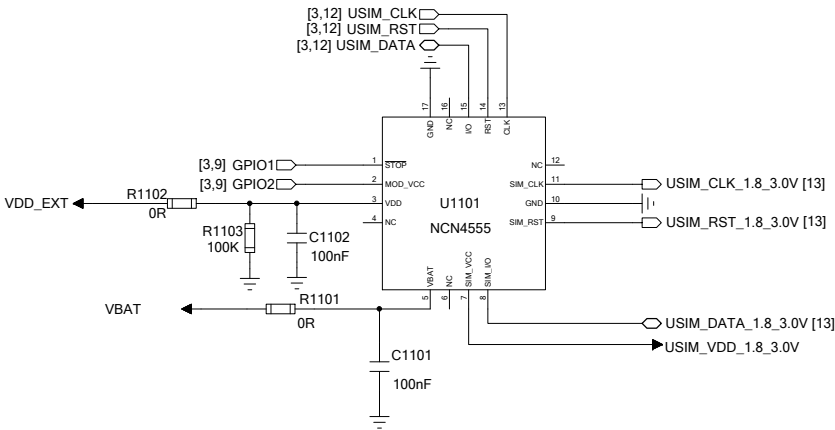 [3,12] USIM_CLK
[3,12] USIM_RST
[3,12] USIM_DATA
17
16
15
14
13
GND
NC
I/O
RST
CLK
[3,9] GPIO1
1
STOP
NC
12
[3,9] GPIO2
2
MOD_VCC
SIM_CLK
11
USIM_CLK_1.8_3.0V [13]
VDD_EXT
R1102
0R
3
VDD
U1101
GND
10
4
NC
NCN4555
SIM_RST
9
USIM_RST_1.8_3.0V [13]
R1103
100K
C1102
100nF
VBAT
NC
SIM_VCC
SIM_I/O
5
6
7
8
VBAT
R1101
0R
USIM_DATA_1.8_3.0V [13]
USIM_VDD_1.8_3.0V
C1101
100nF